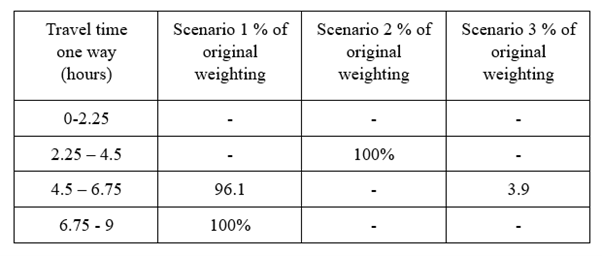 Travel time one way (hours) Scenario 1 % of original weighting Scenario 2 % of original weighting Scenario 3 % of original weighting
0-2.25 - - -
2.25 – 4.5 - 100% -
4.5 – 6.75 96.1 - 3.9
6.75 - 9 100% - -